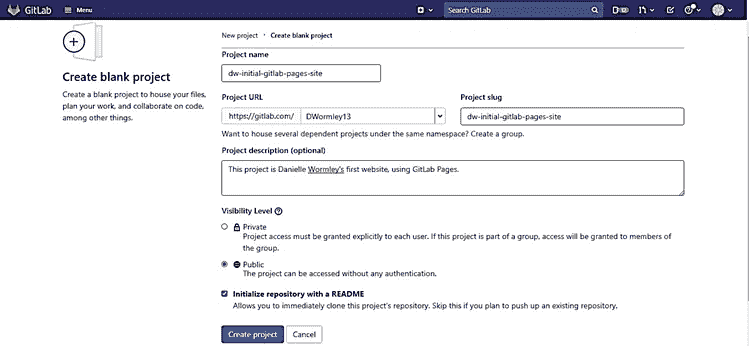 GitLab Menu Search GitLab
New project › Create blank project
Create blank project
Create a blank project to house your files,
plan your work, and collaborate on code,
among other things.
Project name
dw-initial-gitlab-pages-site
Project URL Project slug
https://gitlab.com/ DWormley13 dw-initial-gitlab-pages-site
Want to house several dependent projects under the same namespace? Create a group.
Project description (optional)
This project is Danielle Wormley's first website, using GitLab Pages.
Visibility Level
Private
Project access must be granted explicitly to each user. If this project is part of a group, access will be granted to members of
the group.
Public
The project can be accessed without any authentication.
Initialize repository with a README
Allows you to immediately clone this project's repository. Skip this if you plan to push up an existing repository.
Create project Cancel